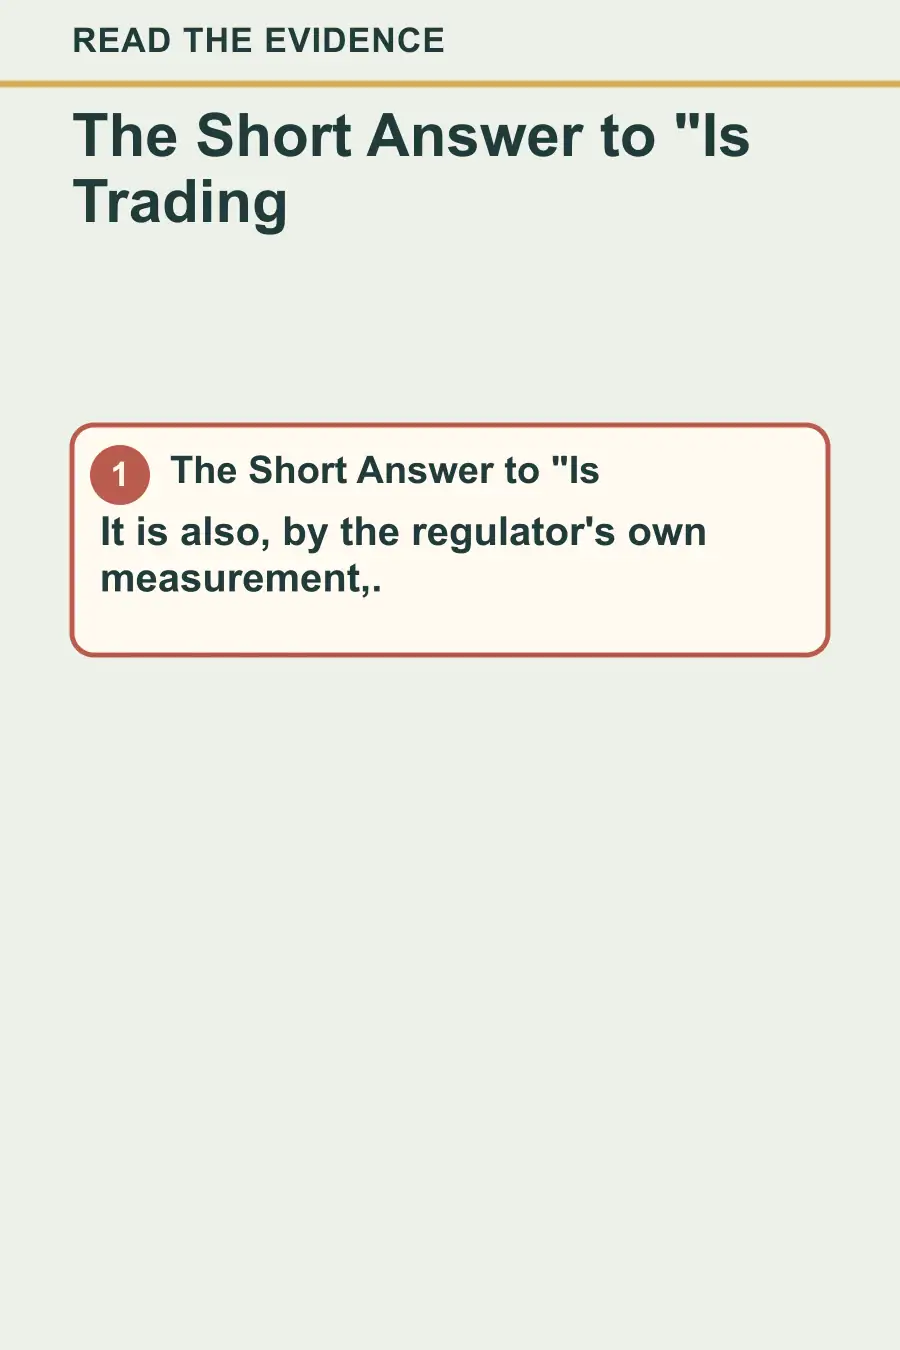 READ THE EVIDENCE
The Short Answer to "Is
Trading
1 The Short Answer to "Is
It is also, by the regulator's own
measurement,.